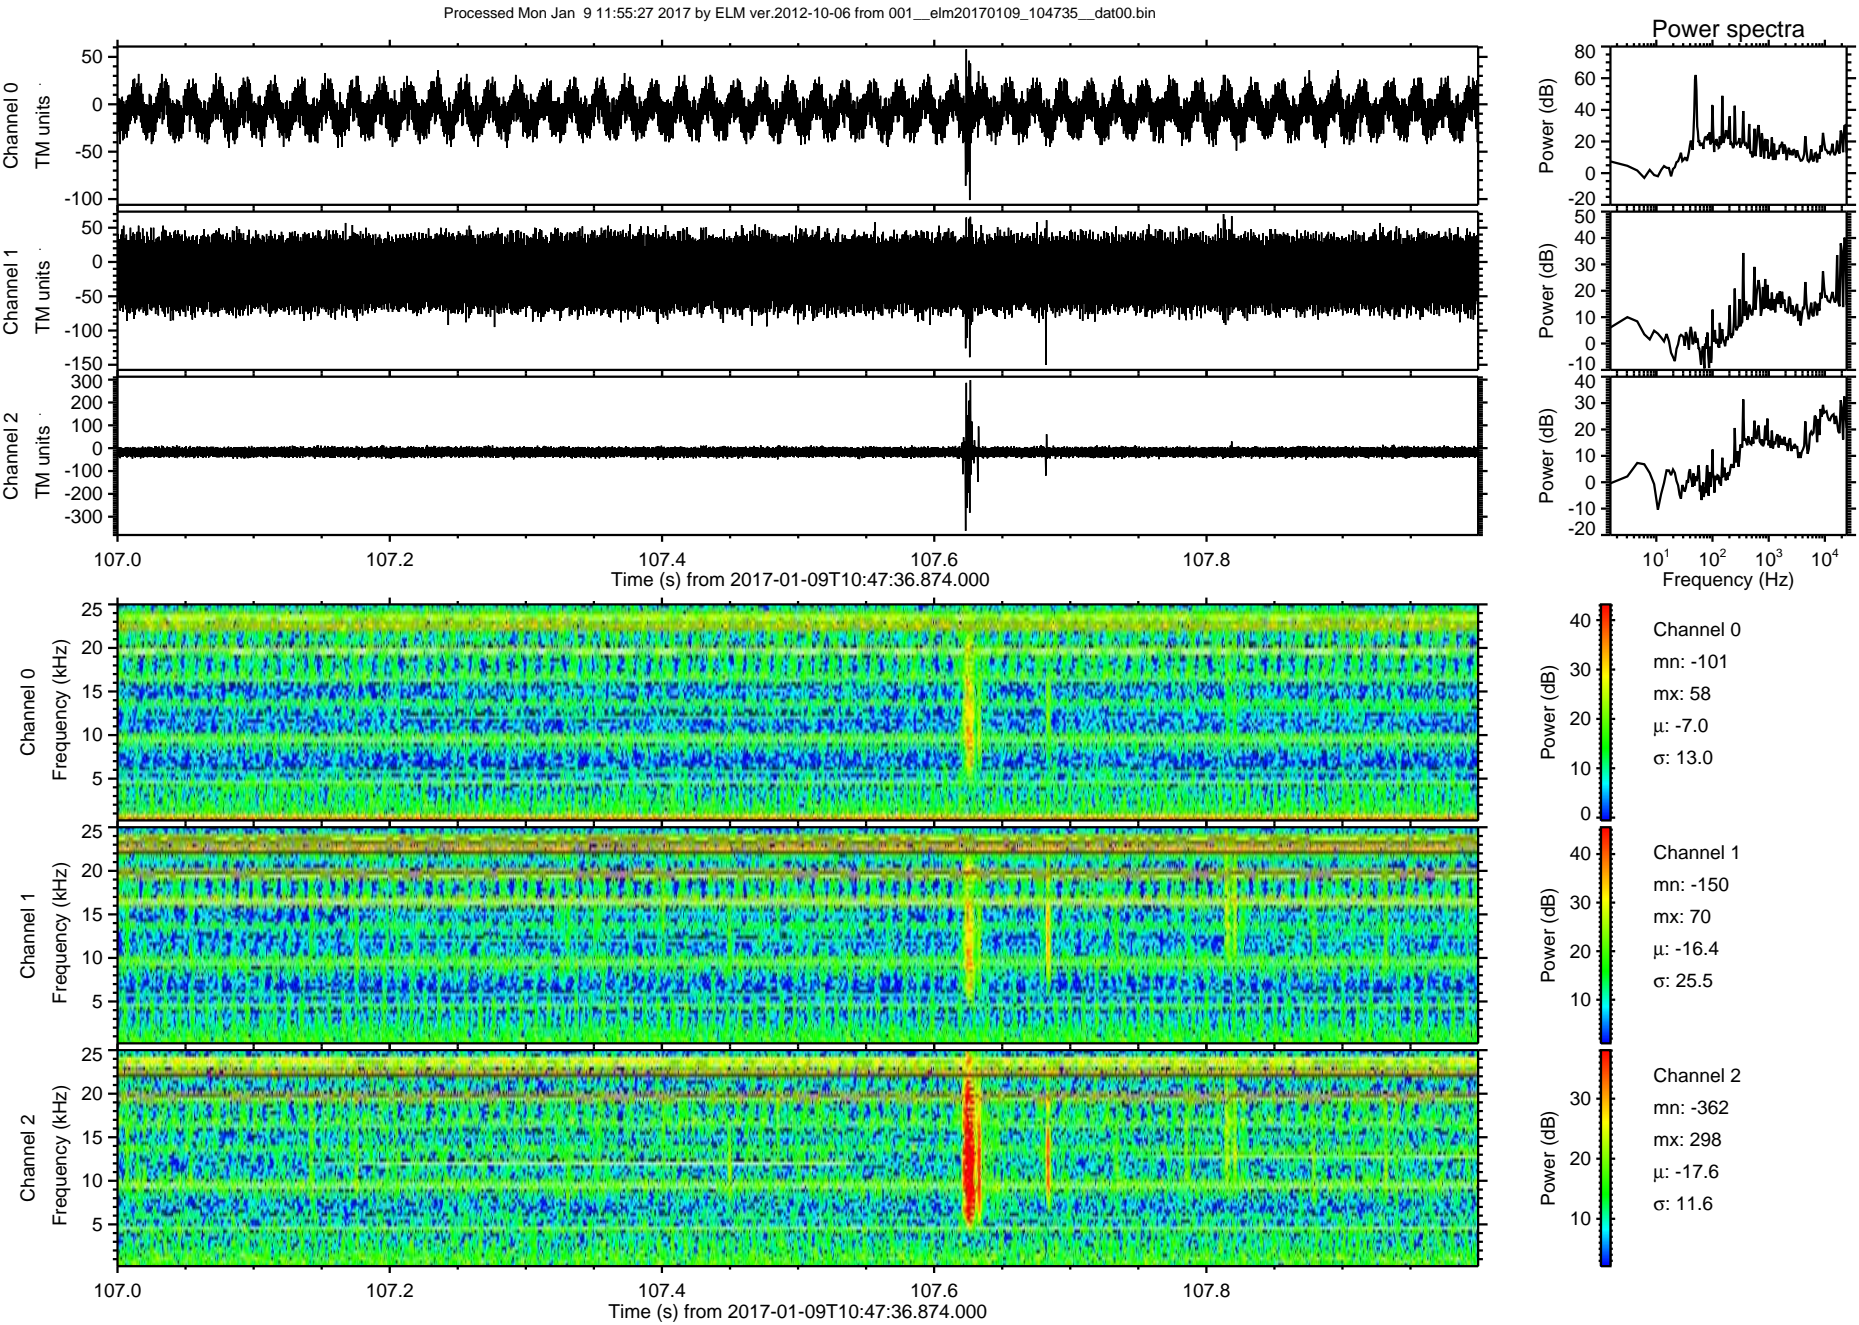 Processed Mon Jan  9 11:55:27 2017 by ELM ver.2012-10-06 from 001__elm20170109_104735__dat00.bin
Power spectra
Channel 0
TM units
50
0
-50
-100
Power (dB)
80
60
40
20
0
-20
Channel 1
TM units
50
0
-50
-100
-150
Power (dB)
50
40
30
20
10
0
-10
Channel 2
TM units
300
200
100
0
-100
-200
-300
Power (dB)
40
30
20
10
0
-10
-20
107.0 107.2 107.4 107.6 107.8
Time (s) from 2017-01-09T10:47:36.874.000
10¹ 10² 10³ 10⁴
Frequency (Hz)
Channel 0
Frequency (kHz)
25
20
15
10
5
Power (dB)
40
30
20
10
0
Channel 0
mn: -101
mx: 58
µ: -7.0
σ: 13.0
Channel 1
Frequency (kHz)
25
20
15
10
5
Power (dB)
40
30
20
10
Channel 1
mn: -150
mx: 70
µ: -16.4
σ: 25.5
Channel 2
Frequency (kHz)
25
20
15
10
5
Power (dB)
30
20
10
Channel 2
mn: -362
mx: 298
µ: -17.6
σ: 11.6
107.0 107.2 107.4 107.6 107.8
Time (s) from 2017-01-09T10:47:36.874.000